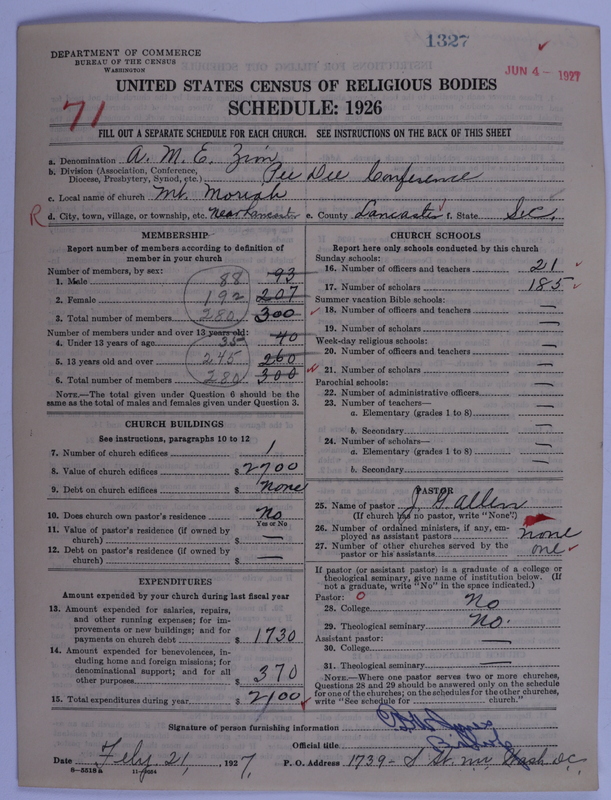 1327
DEPARTMENT OF COMMERCE
BUREAU OF THE CENSUS
WASHINGTON
JUN 4 - 1927
UNITED STATES CENSUS OF RELIGIOUS BODIES
SCHEDULE: 1926
71
FILL OUT A SEPARATE SCHEDULE FOR EACH CHURCH. SEE INSTRUCTIONS ON THE BACK OF THIS SHEET
a. Denomination A. M. E. Zion
b. Division (Association, Conference, Diocese, Presbytery, Synod, etc.) Pee Dee Conference
c. Local name of church Mt. Moriah
R d. City, town, village, or township, etc. Near Lancaster e. County Lancaster f. State So. C.
MEMBERSHIP
Report number of members according to definition of
member in your church
Number of members, by sex:
1. Male 88 93
2. Female 192 207
3. Total number of members 280 300
Number of members under and over 13 years old:
4. Under 13 years of age 35 40
5. 13 years old and over 245 260
6. Total number of members 280 300
NOTE.—The total given under Question 6 should be
same as the total of males and females given under Question 3.
CHURCH BUILDINGS
See instructions, paragraphs 10 to 12
7. Number of church edifices 1
8. Value of church edifices $ 2700
9. Debt on church edifices $ None
10. Does church own pastor's residence No
Yes or No
11. Value of pastor's residence (if owned by
church) $ —
12. Debt on pastor's residence (if owned by
church) $ —
EXPENDITURES
Amount expended by your church during last fiscal year
13. Amount expended for salaries, repairs,
and other running expenses; for im-
provements or new buildings; and for
payments on church debt $ 1730
14. Amount expended for benevolences, in-
cluding home and foreign missions; for
denominational support; and for all
other purposes $ 370
15. Total expenditures during year $ 2100
CHURCH SCHOOLS
Report here only schools conducted by this church
Sunday schools:
16. Number of officers and teachers 21
17. Number of scholars 185
Summer vacation Bible schools:
18. Number of officers and teachers —
19. Number of scholars —
Week-day religious schools:
20. Number of officers and teachers —
21. Number of scholars —
Parochial schools:
22. Number of administrative officers —
23. Number of teachers—
a. Elementary (grades 1 to 8) —
b. Secondary —
24. Number of scholars—
a. Elementary (grades 1 to 8) —
b. Secondary —
PASTOR
25. Name of pastor J G Allen
(If church has no pastor, write "None")
26. Number of ordained ministers, if any, em-
ployed as assistant pastors none
27. Number of other churches served by the
pastor or his assistants one
If pastor (or assistant pastor) is a graduate of a college or
theological seminary, give name of institution below. (If
not a graduate, write "No" in the space indicated.)
Pastor: O
28. College No
29. Theological seminary No.
Assistant pastor: —
30. College
31. Theological seminary —
NOTE.—Where one pastor serves two or more churches,
Questions 28 and 29 should be answered only on the schedule
for one of the churches; on the schedules for the other churches,
write "See schedule for church."
Signature of person furnishing information
Official title
Date Feby. 21, 1927. P. O. Address 1739 - S St. NW Wash D.C.
8-5518 a 11-9054